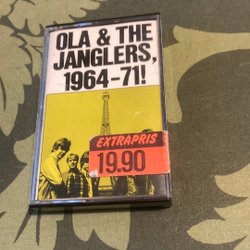 OLA & THE
JANGLERS,
1964-71!
EXTRAPRIS
19.90